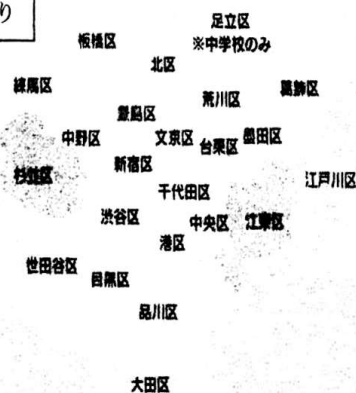 り
足立区
※中学校のみ
板橋区
北区
練馬区
荒川区
葛飾区
豊島区
中野区
文京区
台東区
墨田区
新宿区
杉並区
千代田区
江戸川区
渋谷区
中央区
江東区
港区
世田谷区
目黒区
品川区
大田区